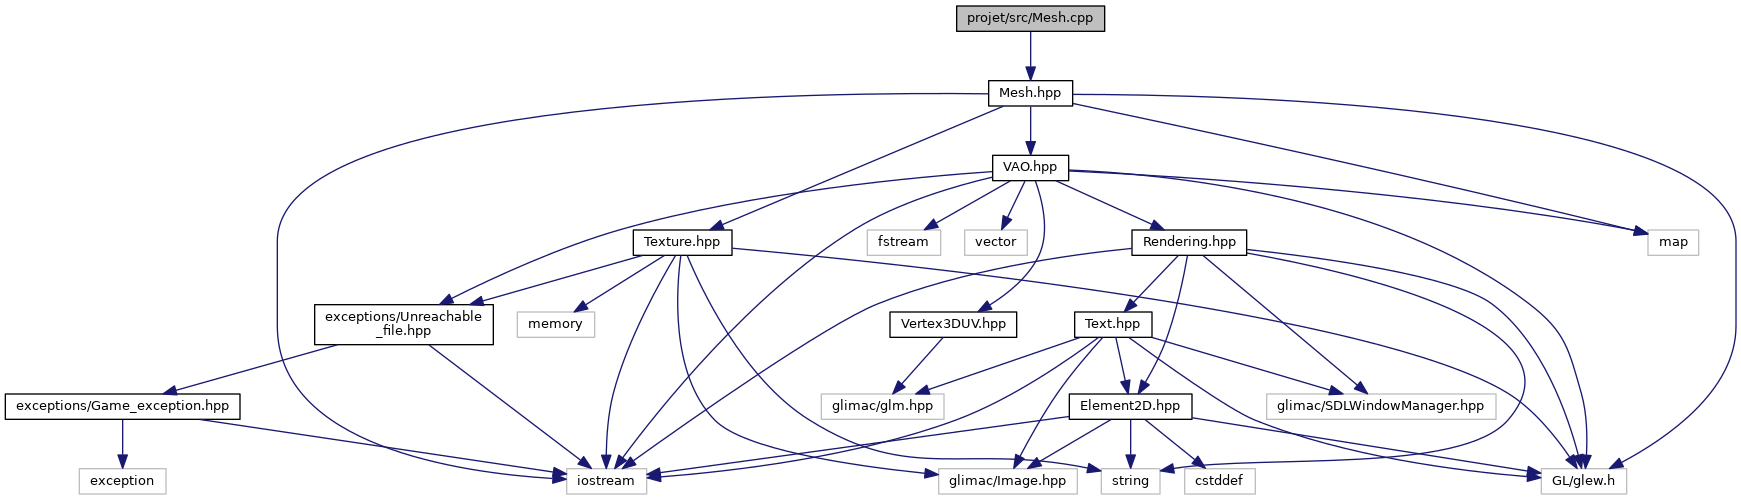 projet/src/Mesh.cpp
Mesh.hpp
VAO.hpp
Texture.hpp
fstream
vector
Rendering.hpp
map
exceptions/Unreachable
_file.hpp
memory
Vertex3DUV.hpp
Text.hpp
exceptions/Game_exception.hpp
glimac/glm.hpp
Element2D.hpp
glimac/SDLWindowManager.hpp
exception
iostream
glimac/Image.hpp
string
cstddef
GL/glew.h